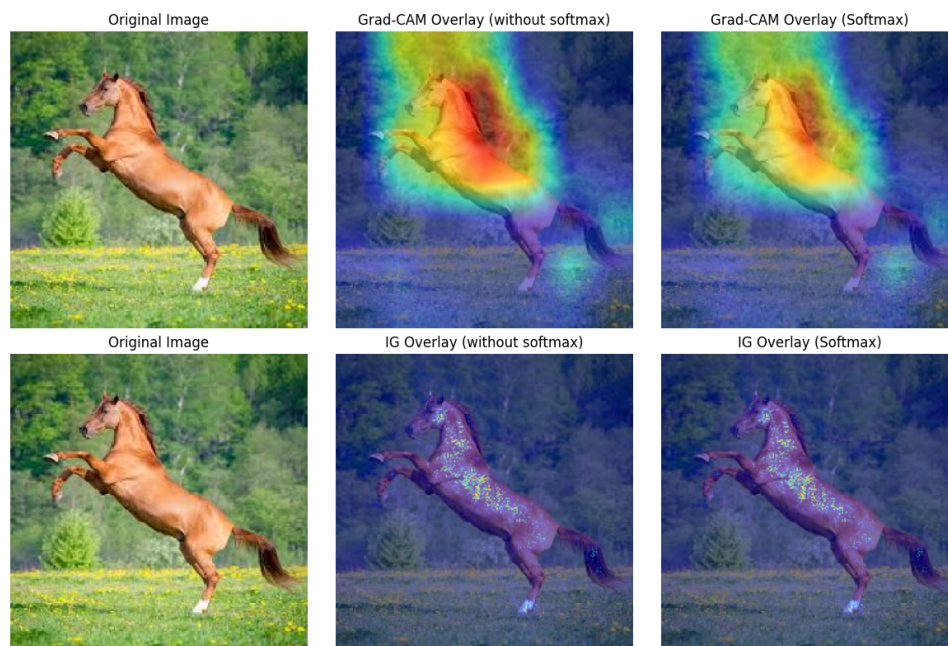 Original Image
Grad-CAM Overlay (without softmax)
Grad-CAM Overlay (Softmax)
Original Image
IG Overlay (without softmax)
IG Overlay (Softmax)